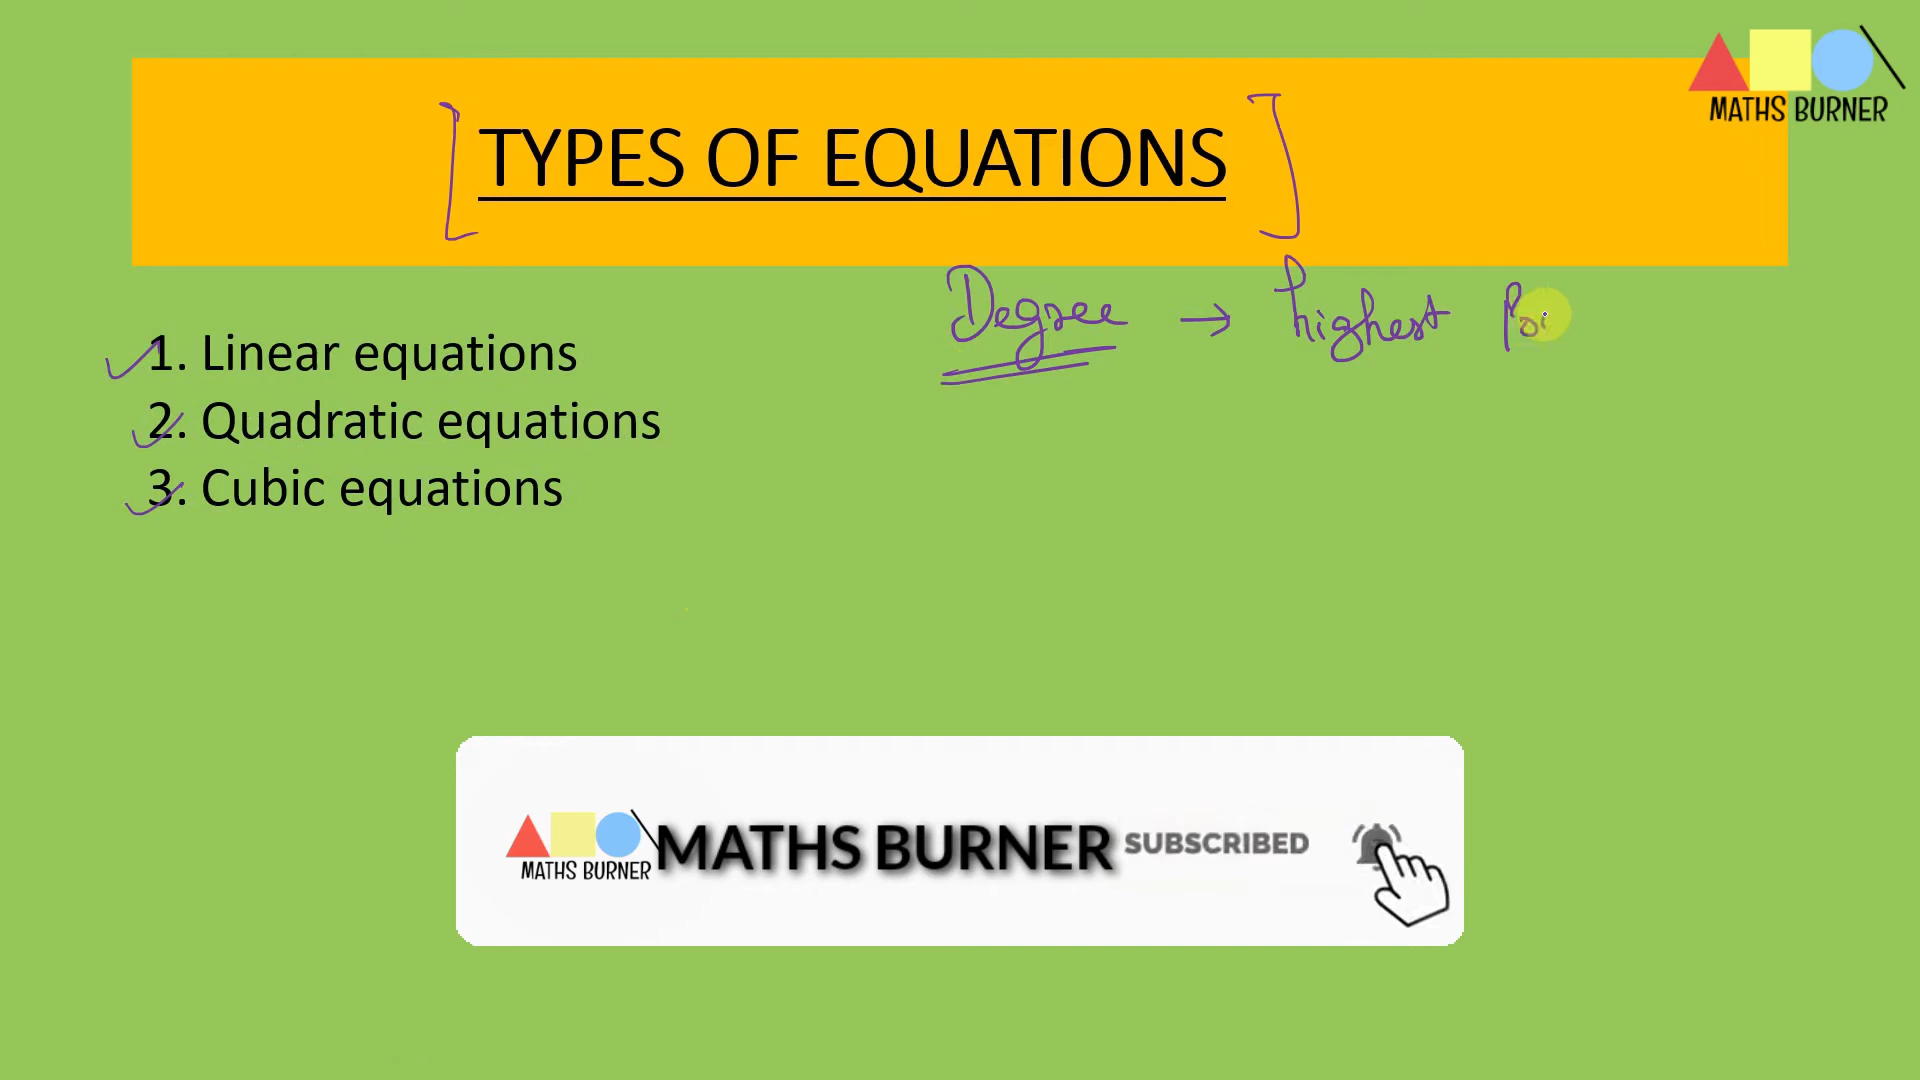 MATHS BURNER
TYPES OF EQUATIONS
Degree → highest
1. Linear equations
2. Quadratic equations
3. Cubic equations
MATHS BURNER
MATHS BURNER SUBSCRIBED